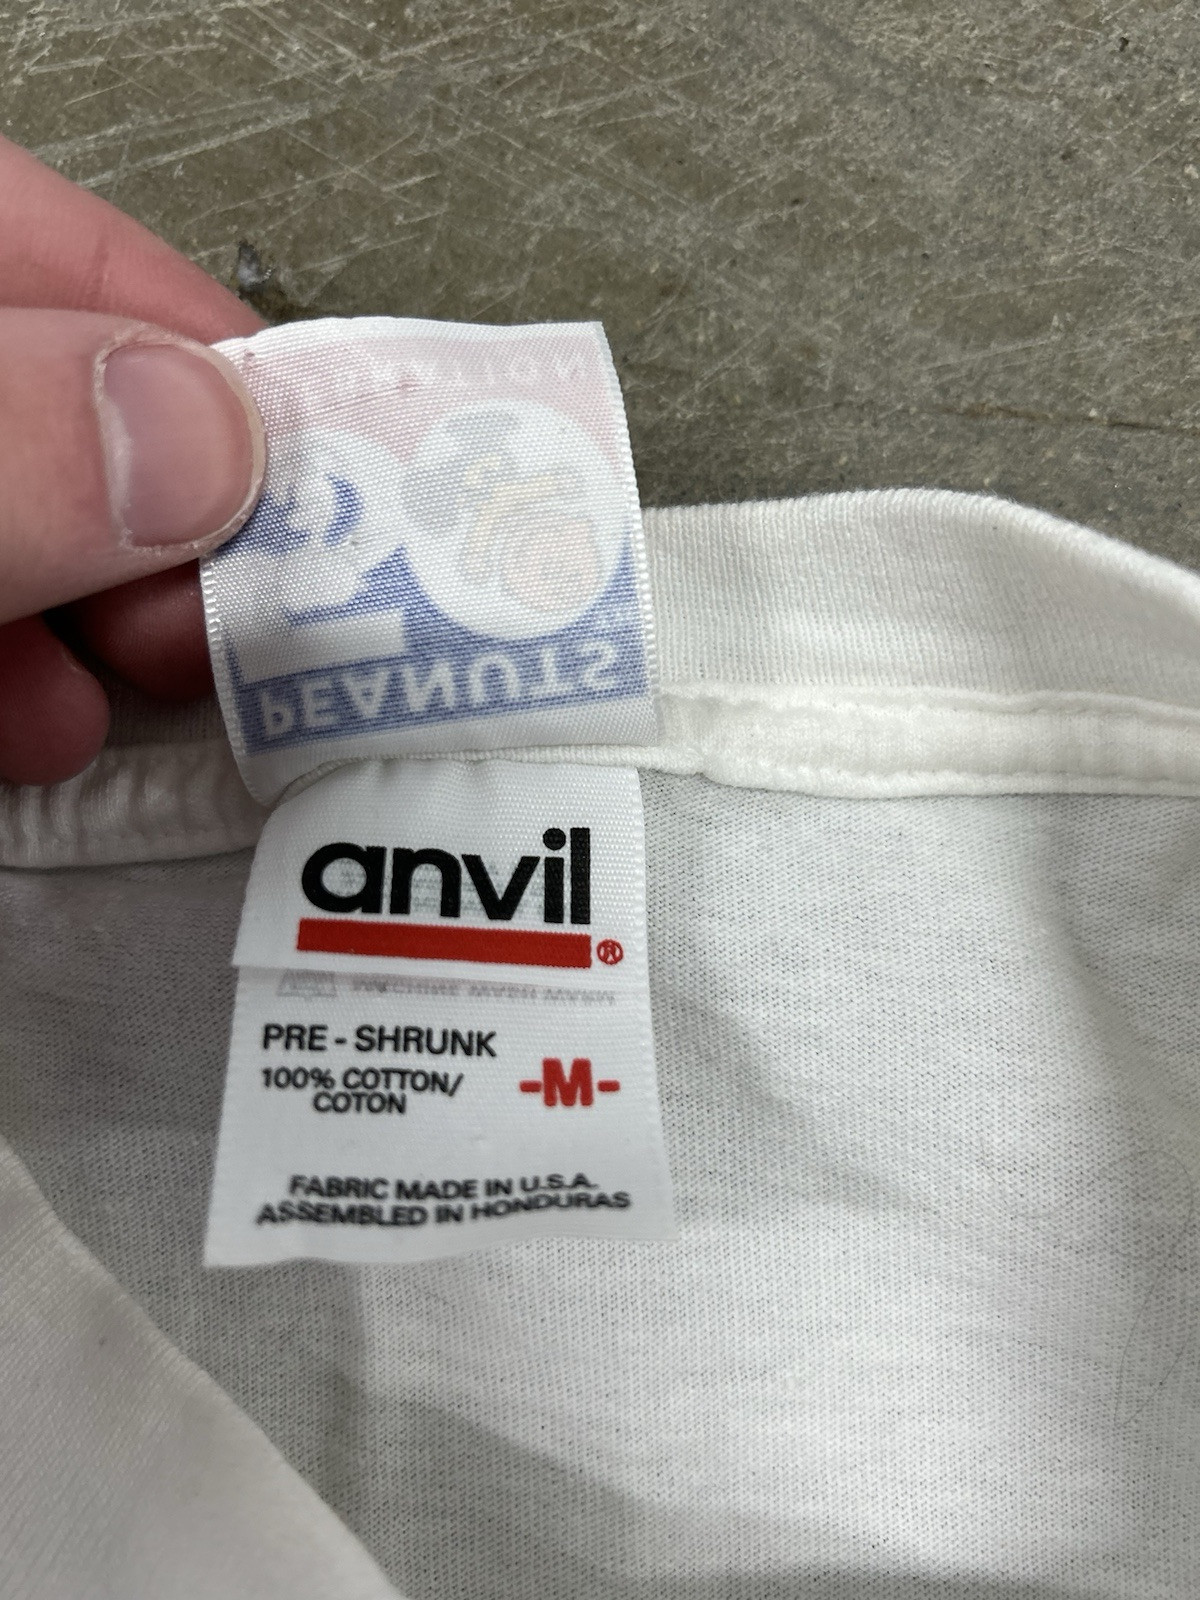 PEANUTS
anvil
®
PRE - SHRUNK
100% COTTON/
COTON
-M-
FABRIC MADE IN U.S.A.
ASSEMBLED IN HONDURAS